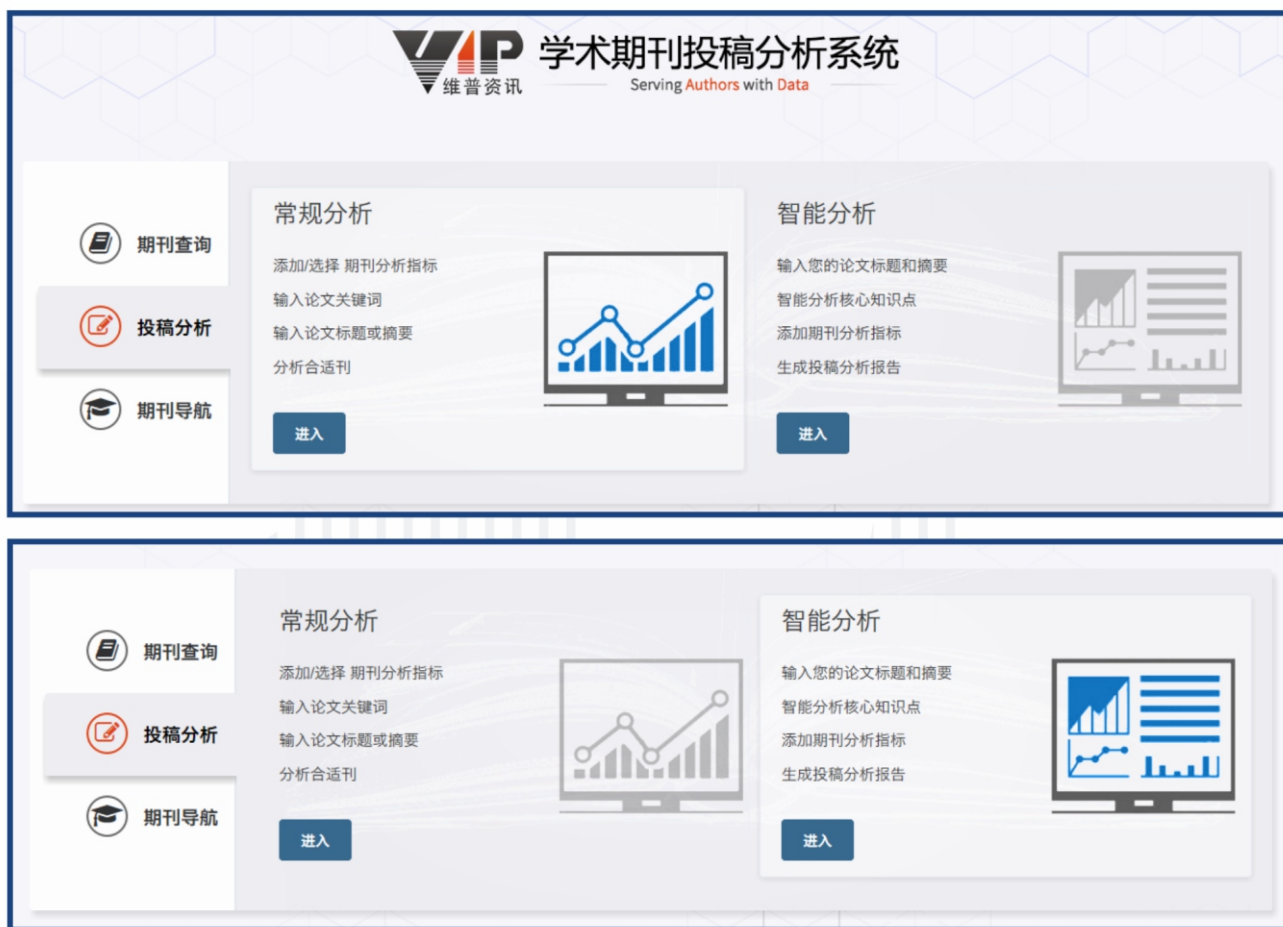 VIP 学术期刊投稿分析系统
维普资讯 Serving Authors with Data
期刊查询
投稿分析
期刊导航
常规分析
添加/选择 期刊分析指标
输入论文关键词
输入论文标题或摘要
分析合适刊
进入
智能分析
输入您的论文标题和摘要
智能分析核心知识点
添加期刊分析指标
生成投稿分析报告
进入
期刊查询
投稿分析
期刊导航
常规分析
添加/选择 期刊分析指标
输入论文关键词
输入论文标题或摘要
分析合适刊
进入
智能分析
输入您的论文标题和摘要
智能分析核心知识点
添加期刊分析指标
生成投稿分析报告
进入